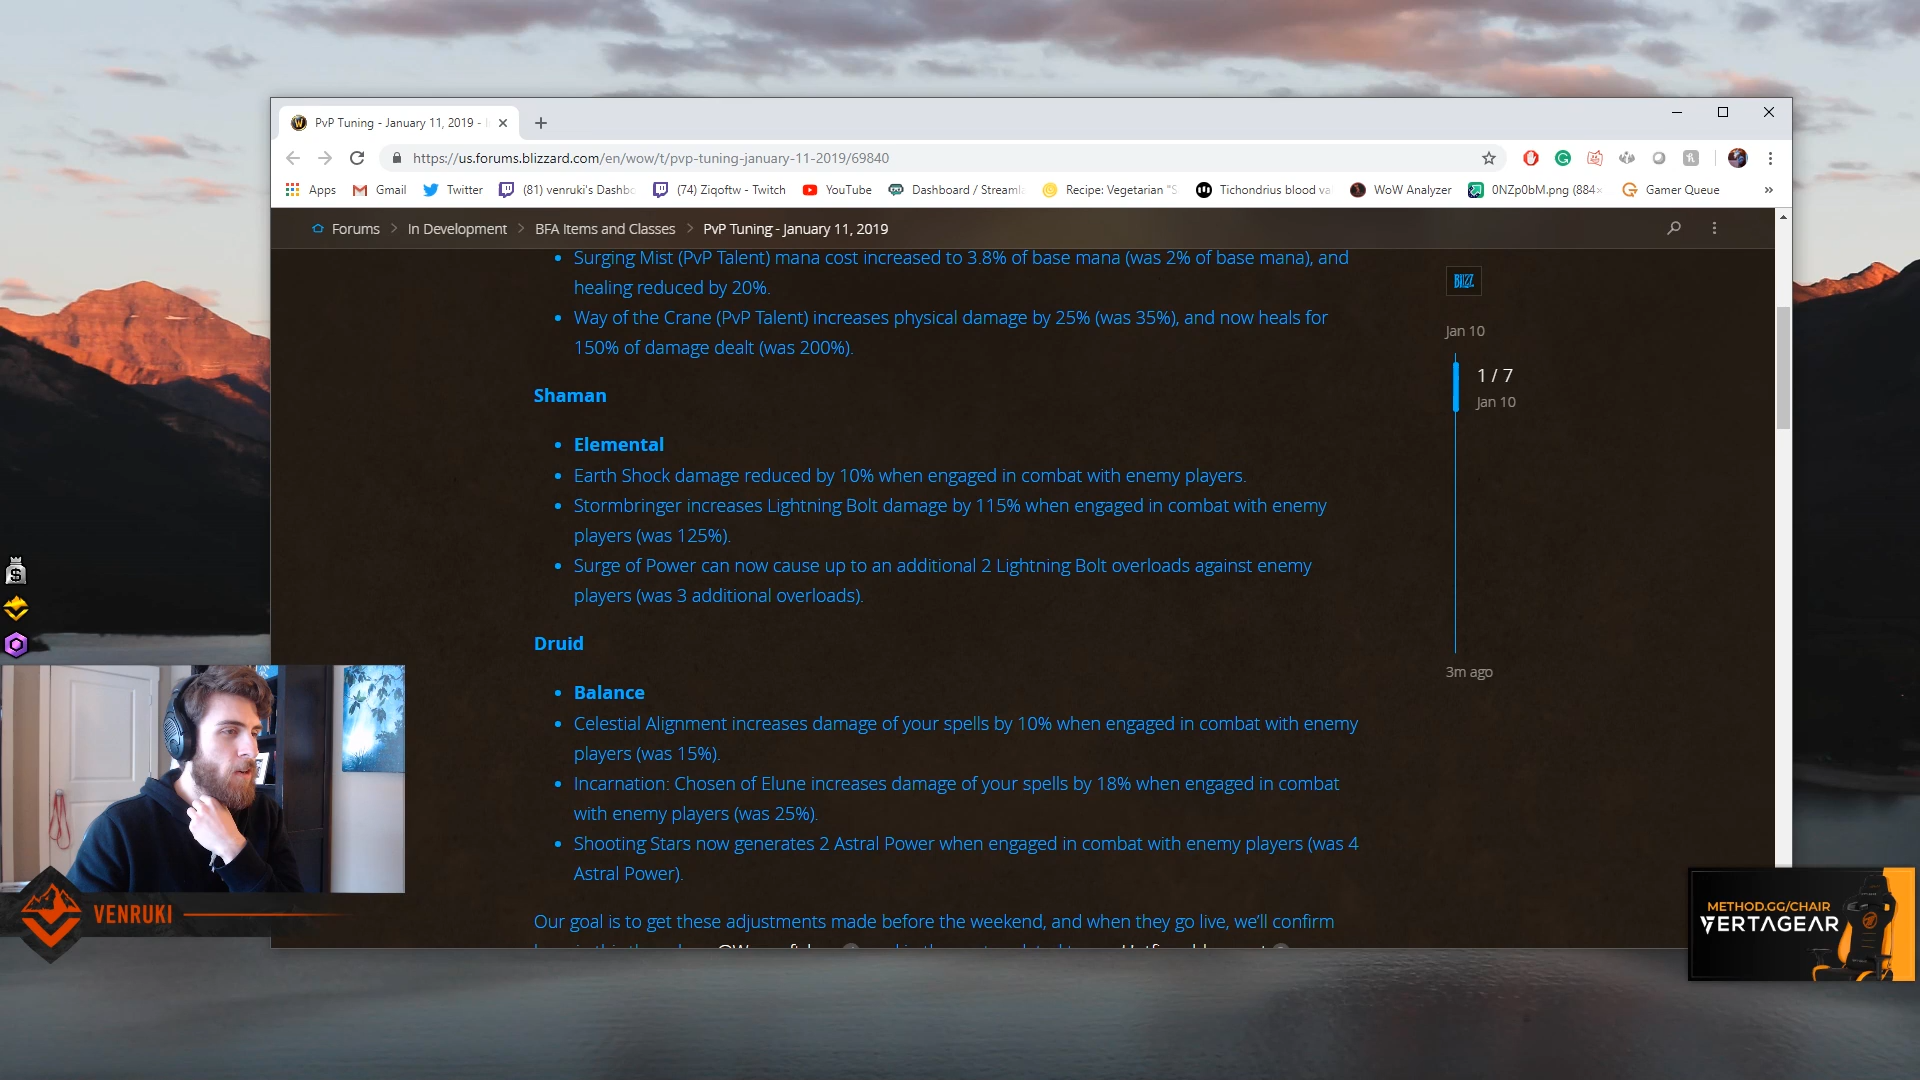 PvP Tuning - January 11, 2019 -
https://us.forums.blizzard.com/en/wow/t/pvp-tuning-january-11-2019/69840
Apps Gmail Twitter (81) venruki's Dashbo (74) Ziqoftw - Twitch YouTube Dashboard / Streamla Recipe: Vegetarian "S Tichondrius blood va WoW Analyzer 0NZp0bM.png (884× Gamer Queue »
Forums > In Development > BFA Items and Classes > PvP Tuning - January 11, 2019
Surging Mist (PvP Talent) mana cost increased to 3.8% of base mana (was 2% of base mana), and
healing reduced by 20%.
Way of the Crane (PvP Talent) increases physical damage by 25% (was 35%), and now heals for
150% of damage dealt (was 200%).
Shaman
Elemental
Earth Shock damage reduced by 10% when engaged in combat with enemy players.
Stormbringer increases Lightning Bolt damage by 115% when engaged in combat with enemy
players (was 125%).
Surge of Power can now cause up to an additional 2 Lightning Bolt overloads against enemy
players (was 3 additional overloads).
Druid
Balance
Celestial Alignment increases damage of your spells by 10% when engaged in combat with enemy
players (was 15%).
Incarnation: Chosen of Elune increases damage of your spells by 18% when engaged in combat
with enemy players (was 25%).
Shooting Stars now generates 2 Astral Power when engaged in combat with enemy players (was 4
Astral Power).
Our goal is to get these adjustments made before the weekend, and when they go live, we'll confirm
BLIZZ
Jan 10
1 / 7
Jan 10
3m ago
VENRUKI
METHOD.GG/CHAIR
VERTAGEAR